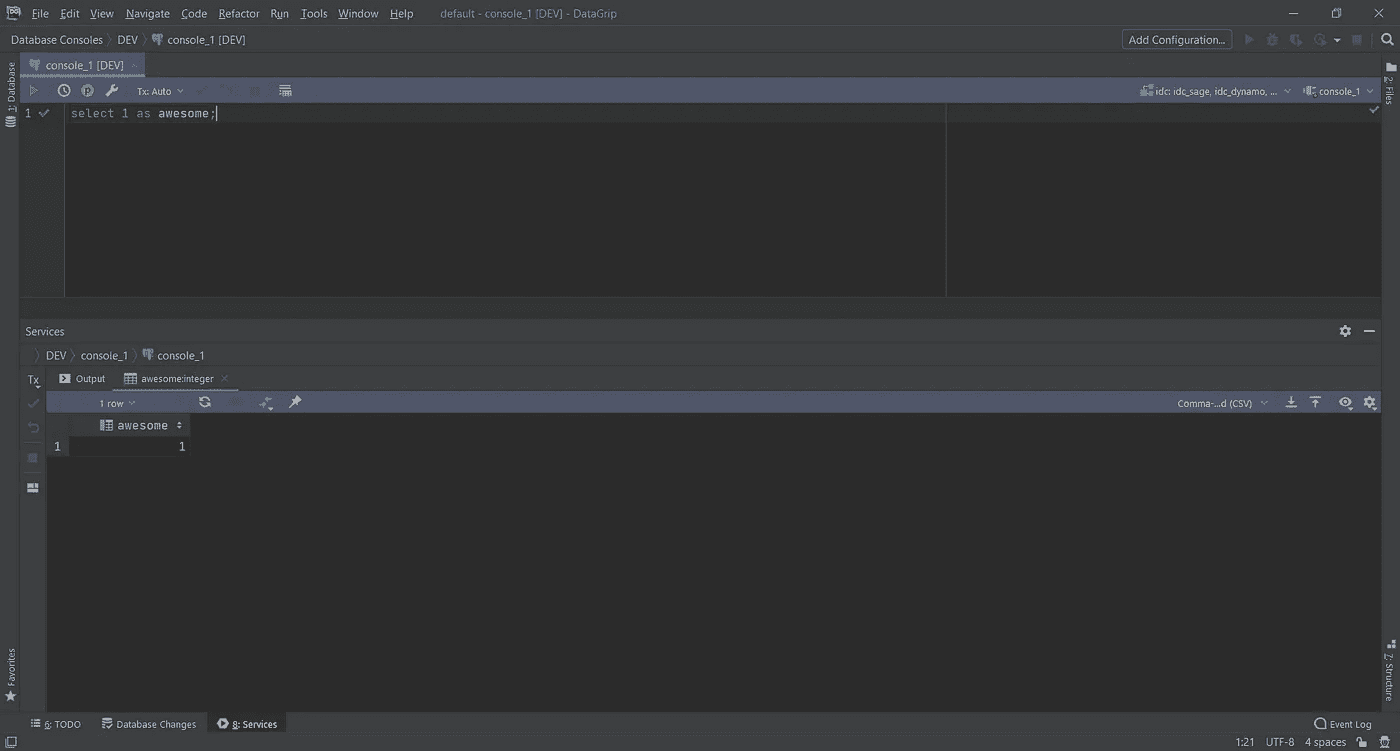 File Edit View Navigate Code Refactor Run Tools Window Help default - console_1 [DEV] - DataGrip
Database Consoles DEV console_1 [DEV] Add Configuration...
1: Database
console_1 [DEV]
2: Files
Tx: Auto idc: idc_sage, idc_dynamo, ... console_1
1 select 1 as awesome;
Services
DEV console_1 console_1
Tx Output awesome:integer
1 row Comma-...d (CSV)
awesome
1 1
Favorites
7: Structure
6: TODO Database Changes 8: Services Event Log
1:21 UTF-8 4 spaces